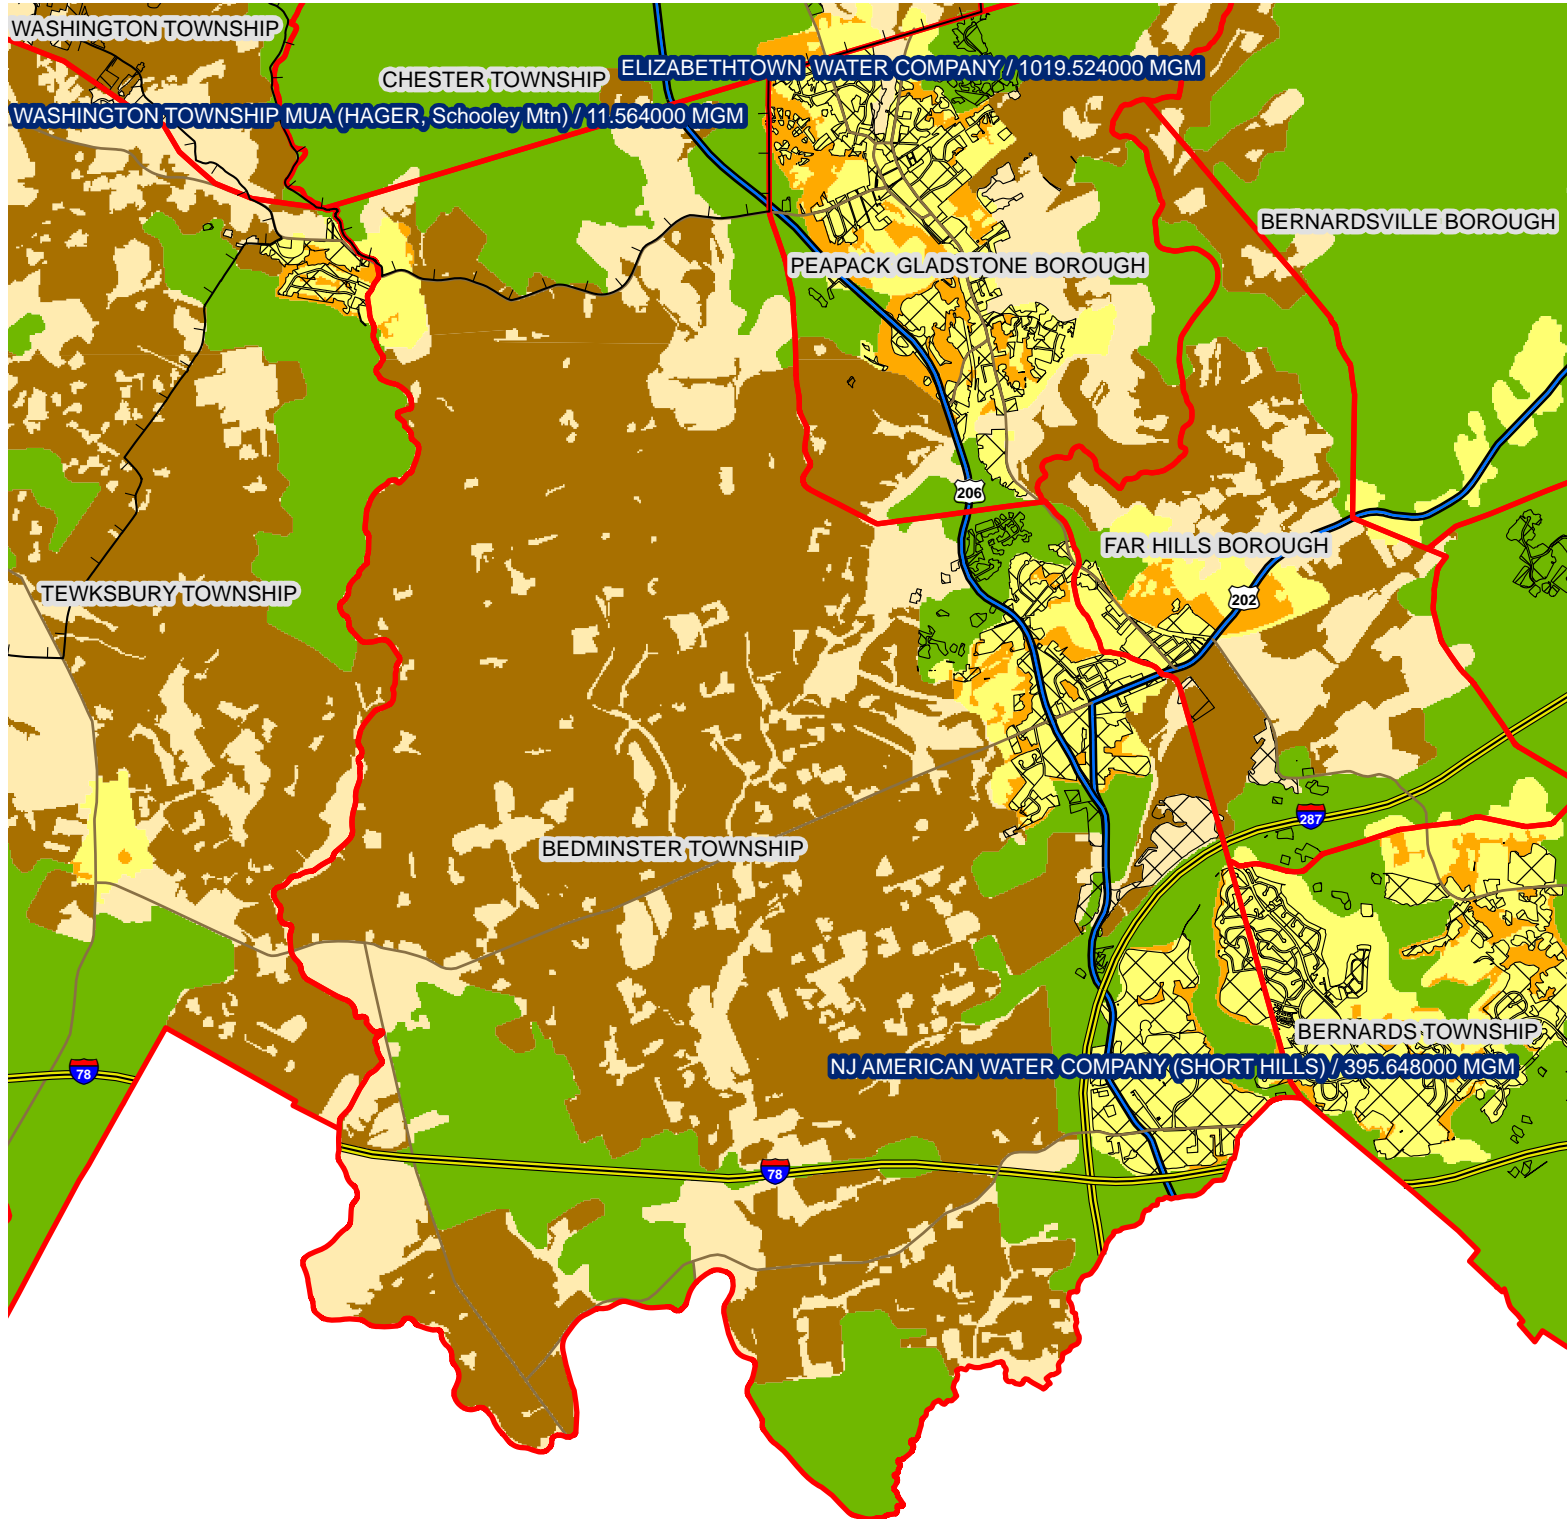 WASHINGTON TOWNSHIP
CHESTER TOWNSHIP
ELIZABETHTOWN WATER COMPANY / 1019.524000 MGM
WASHINGTON TOWNSHIP MUA (HAGER, Schooley Mtn) / 11.564000 MGM
BERNARDSVILLE BOROUGH
PEAPACK GLADSTONE BOROUGH
206
FAR HILLS BOROUGH
TEWKSBURY TOWNSHIP
202
287
BEDMINSTER TOWNSHIP
BERNARDS TOWNSHIP
NJ AMERICAN WATER COMPANY (SHORT HILLS) / 395.648000 MGM
78
78